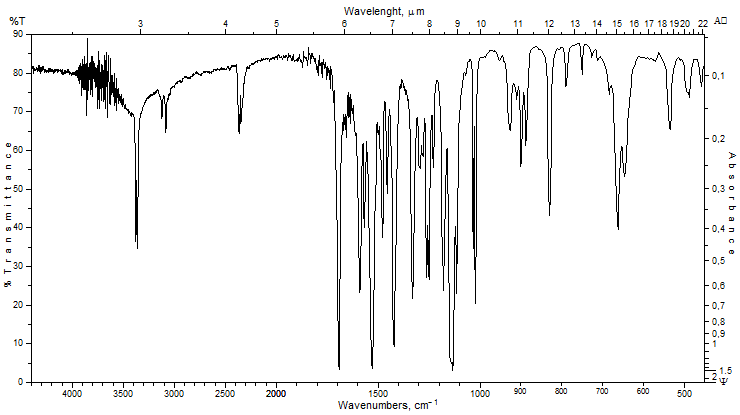 Wavelenght, μm
%T 3 4 5 6 7 8 9 10 11 12 13 14 15 16 17 18 19 20 22 A
90
80 0,1
70
60 0,2
50 0,3
40 0,4
30 0,5
20 0,6
0,7
0,8
10 0,9
1
1,5
0 2
% Transmittance
Absorbance
4000 3500 3000 2500 2000 1500 1000 900 800 700 600 500
Wavenumbers, cm⁻¹